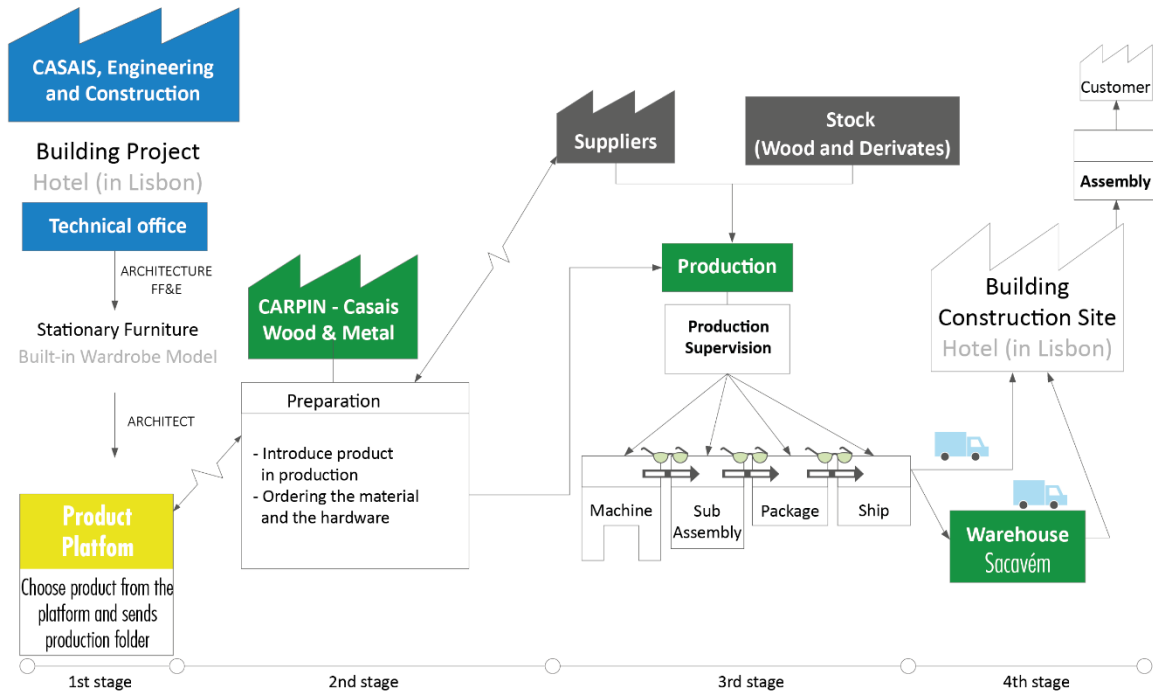 CASAIS, Engineering
and Construction
Building Project
Hotel (in Lisbon)
Technical office
ARCHITECTURE
FF&E
Stationary Furniture
Built-in Wardrobe Model
ARCHITECT
Product
Platfom
Choose product from the
platform and sends
production folder
CARPIN - Casais
Wood & Metal
Preparation
- Introduce product
in production
- Ordering the material
and the hardware
Suppliers
Stock
(Wood and Derivates)
Production
Production
Supervision
Machine
Sub
Assembly
Package
Ship
Customer
Assembly
Building
Construction Site
Hotel (in Lisbon)
Warehouse
Sacavém
1st stage
2nd stage
3rd stage
4th stage